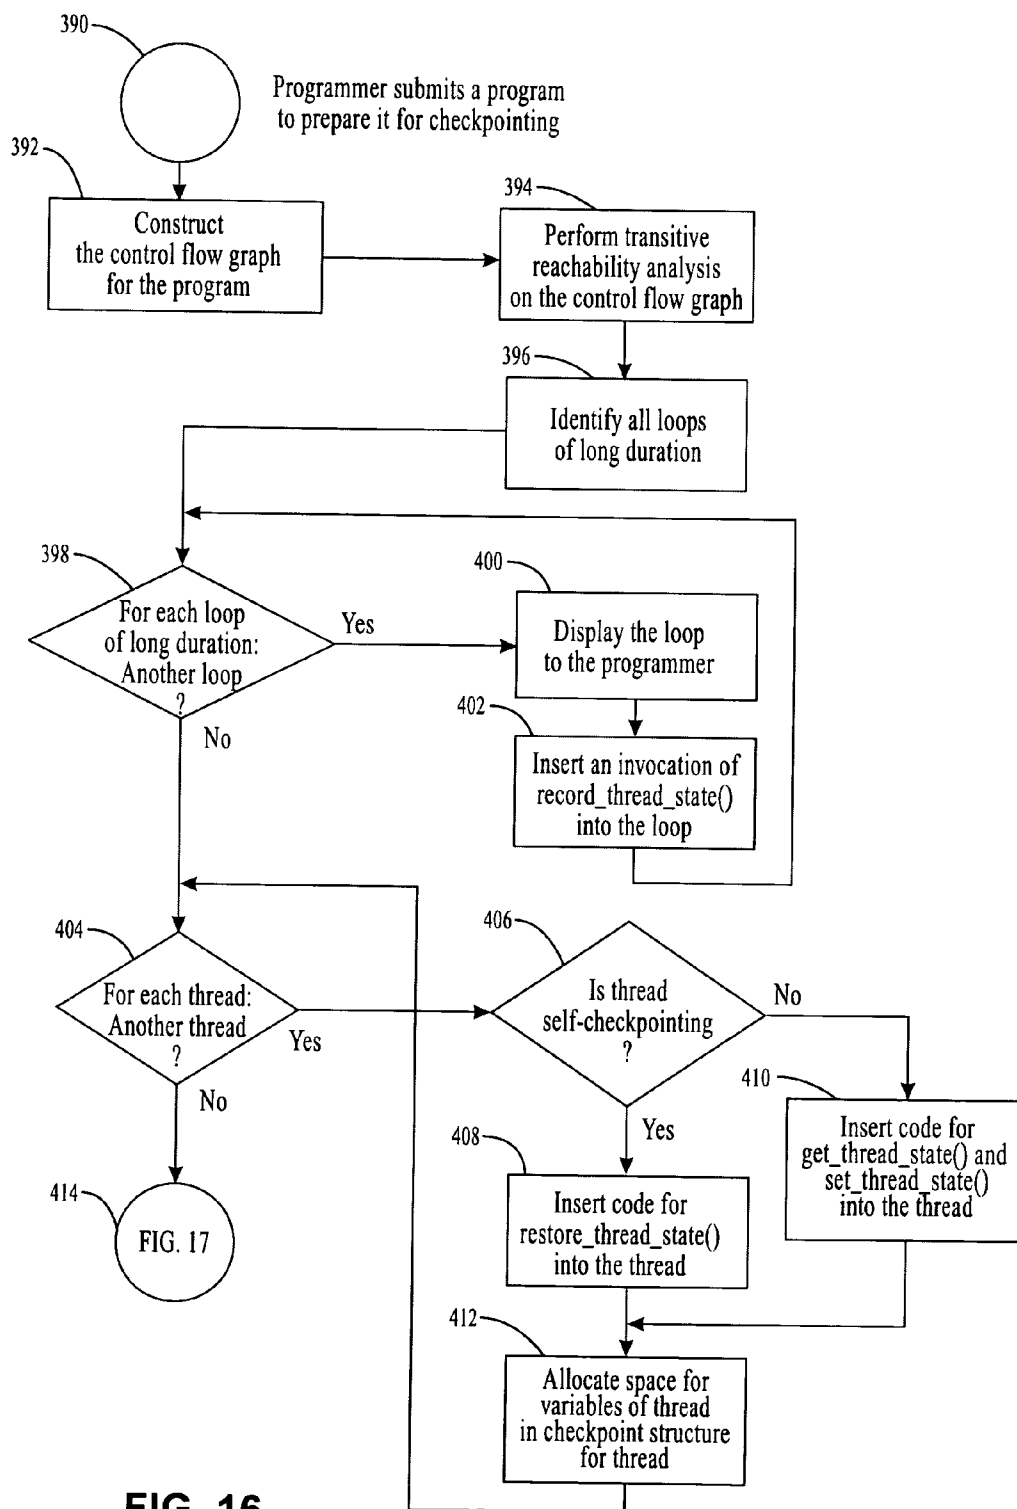 390
Programmer submits a program
to prepare it for checkpointing
392
Construct
the control flow graph
for the program
394
Perform transitive
reachability analysis
on the control flow graph
396
Identify all loops
of long duration
398
For each loop
of long duration:
Another loop
?
Yes
No
400
Display the loop
to the programmer
402
Insert an invocation of
record_thread_state()
into the loop
404
For each thread:
Another thread
?
Yes
No
406
Is thread
self-checkpointing
?
No
Yes
408
Insert code for
restore_thread_state()
into the thread
410
Insert code for
get_thread_state() and
set_thread_state()
into the thread
412
Allocate space for
variables of thread
in checkpoint structure
for thread
414
FIG. 17
FIG. 16